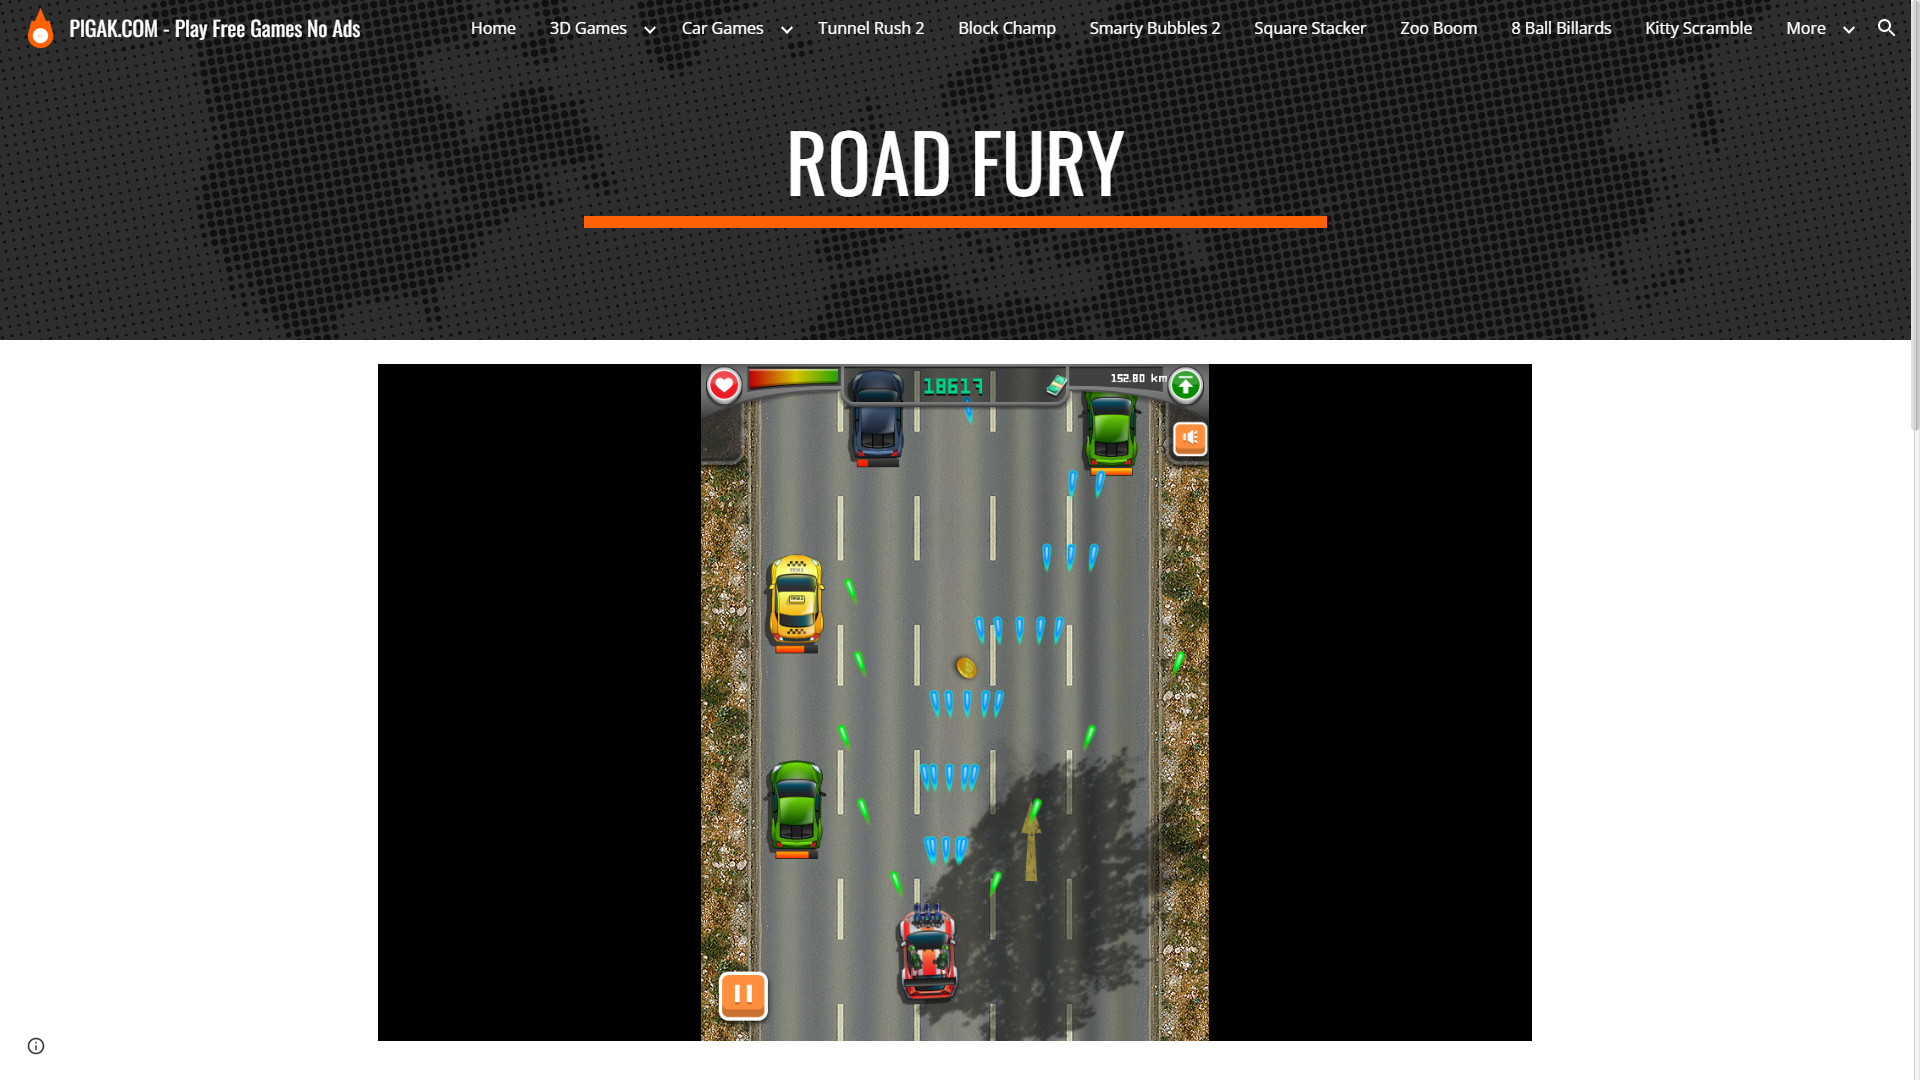 PIGAK.COM - Play Free Games No Ads
Home 3D Games Car Games Tunnel Rush 2 Block Champ Smarty Bubbles 2 Square Stacker Zoo Boom 8 Ball Billards Kitty Scramble More
ROAD FURY
18617
152.80 km